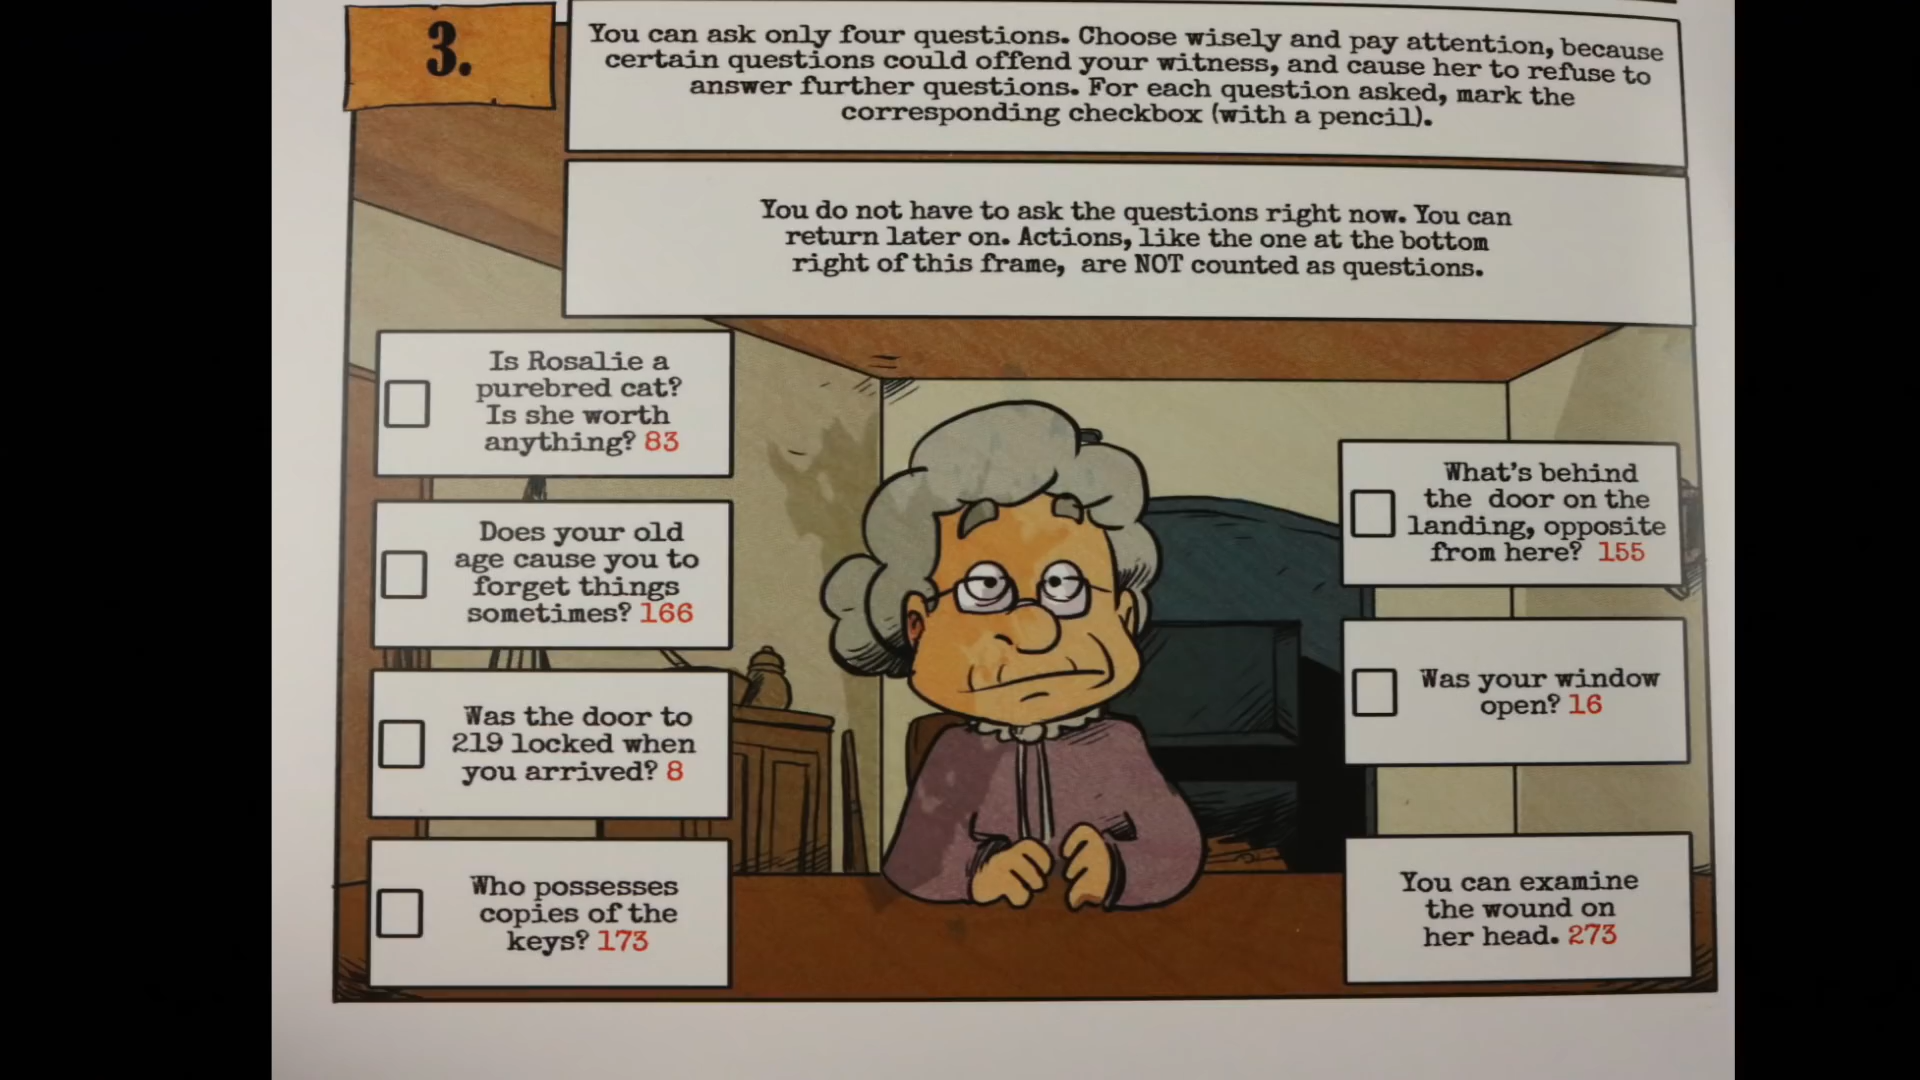 3.
You can ask only four questions. Choose wisely and pay attention, because
certain questions could offend your witness, and cause her to refuse to
answer further questions. For each question asked, mark the
corresponding checkbox (with a pencil).
You do not have to ask the questions right now. You can
return later on. Actions, like the one at the bottom
right of this frame, are NOT counted as questions.
Is Rosalie a
purebred cat?
Is she worth
anything? 83
Does your old
age cause you to
forget things
sometimes? 166
Was the door to
219 locked when
you arrived? 8
Who possesses
copies of the
keys? 173
What's behind
the door on the
landing, opposite
from here? 155
Was your window
open? 16
You can examine
the wound on
her head. 273